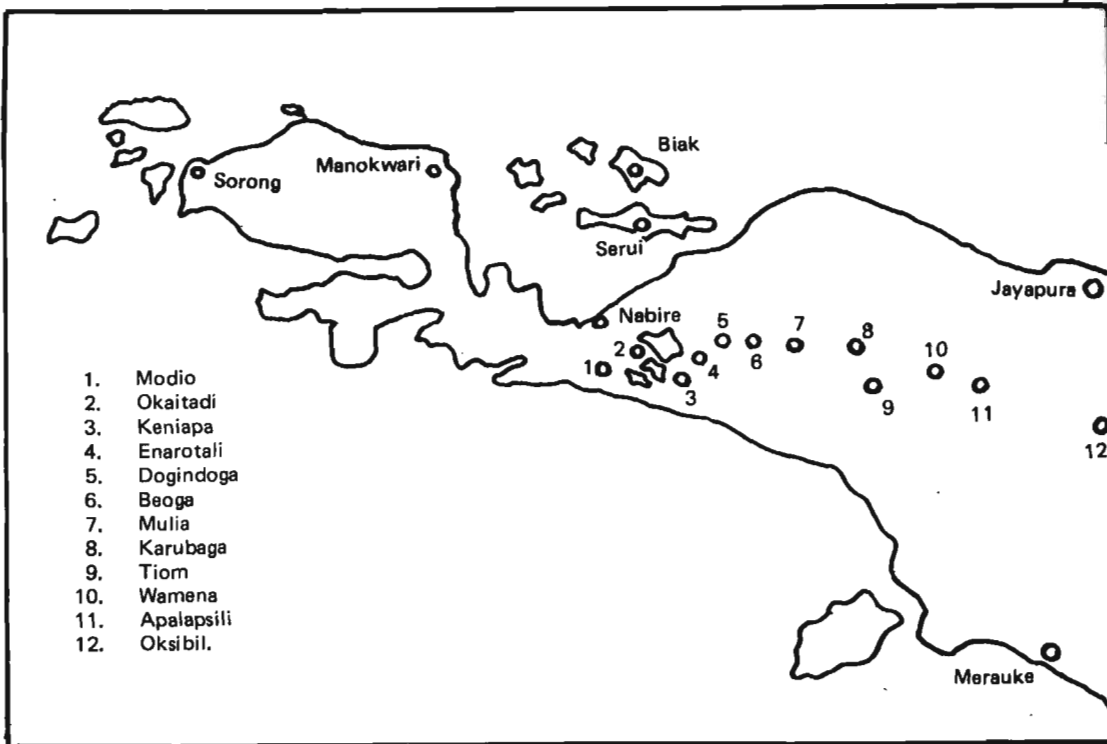 Biak
Manokwari
Sorong
Serui
Jayapura
Nabire
5
7
8
2
6
10
4
1
3
9
11
12
1. Modio
2. Okaitadi
3. Keniapa
4. Enarotali
5. Dogindoga
6. Beoga
7. Mulia
8. Karubaga
9. Tiom
10. Wamena
11. Apalapsili
12. Oksibil.
Merauke